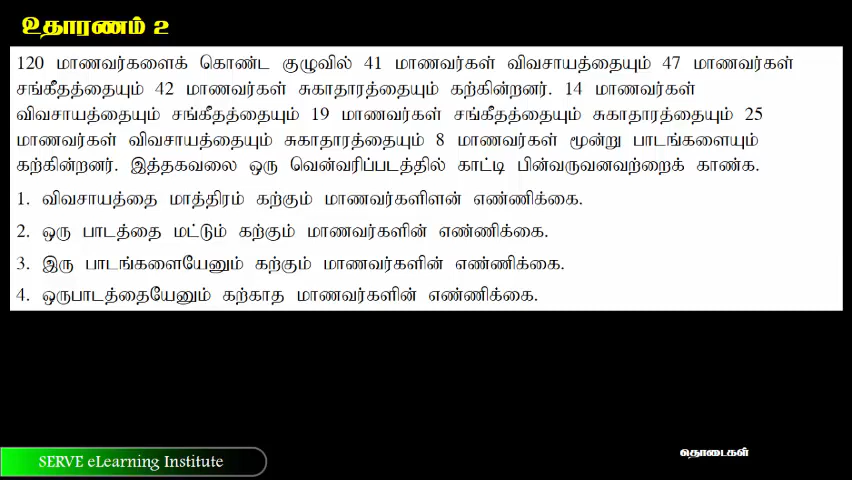 உதாரணம் 2
120 மாணவர்களைக் கொண்ட குழுவில் 41 மாணவர்கள் விவசாயத்தையும் 47 மாணவர்கள்
சங்கீதத்தையும் 42 மாணவர்கள் சுகாதாரத்தையும் கற்கின்றனர். 14 மாணவர்கள்
விவசாயத்தையும் சங்கீதத்தையும் 19 மாணவர்கள் சங்கீதத்தையும் சுகாதாரத்தையும் 25
மாணவர்கள் விவசாயத்தையும் சுகாதாரத்தையும் 8 மாணவர்கள் மூன்று பாடங்களையும்
கற்கின்றனர். இத்தகவலை ஒரு வென்வரிப்படத்தில் காட்டி பின்வருவனவற்றைக் காண்க.
1. விவசாயத்தை மாத்திரம் கற்கும் மாணவர்களிளன் எண்ணிக்கை.
2. ஒரு பாடத்தை மட்டும் கற்கும் மாணவர்களின் எண்ணிக்கை.
3. இரு பாடங்களையேனும் கற்கும் மாணவர்களின் எண்ணிக்கை.
4. ஒருபாடத்தையேனும் கற்காத மாணவர்களின் எண்ணிக்கை.
தொடைகள்
SERVE eLearning Institute